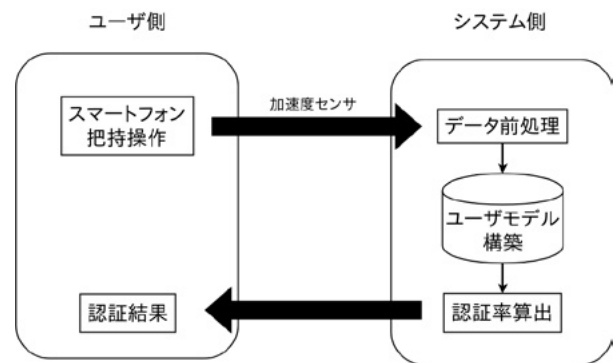 ユーザ側
システム側
スマートフォン
把持操作
加速度センサ
データ前処理
ユーザモデル
構築
認証結果
認証率算出